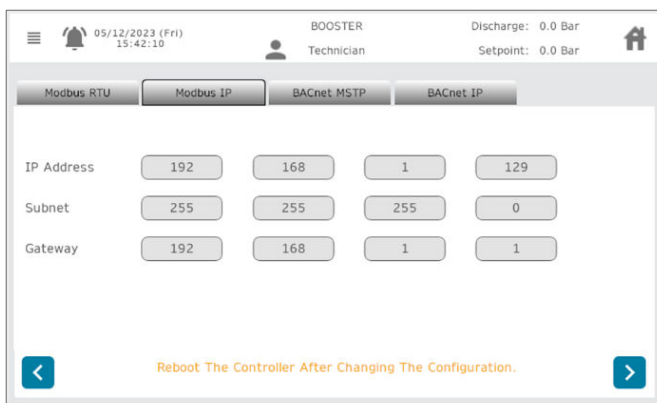 05/12/2023 (Fri)
15:42:10
BOOSTER
Technician
Discharge: 0.0 Bar
Setpoint: 0.0 Bar
Modbus RTU Modbus IP BACnet MSTP BACnet IP
IP Address 192 168 1 129
Subnet 255 255 255 0
Gateway 192 168 1 1
Reboot The Controller After Changing The Configuration.